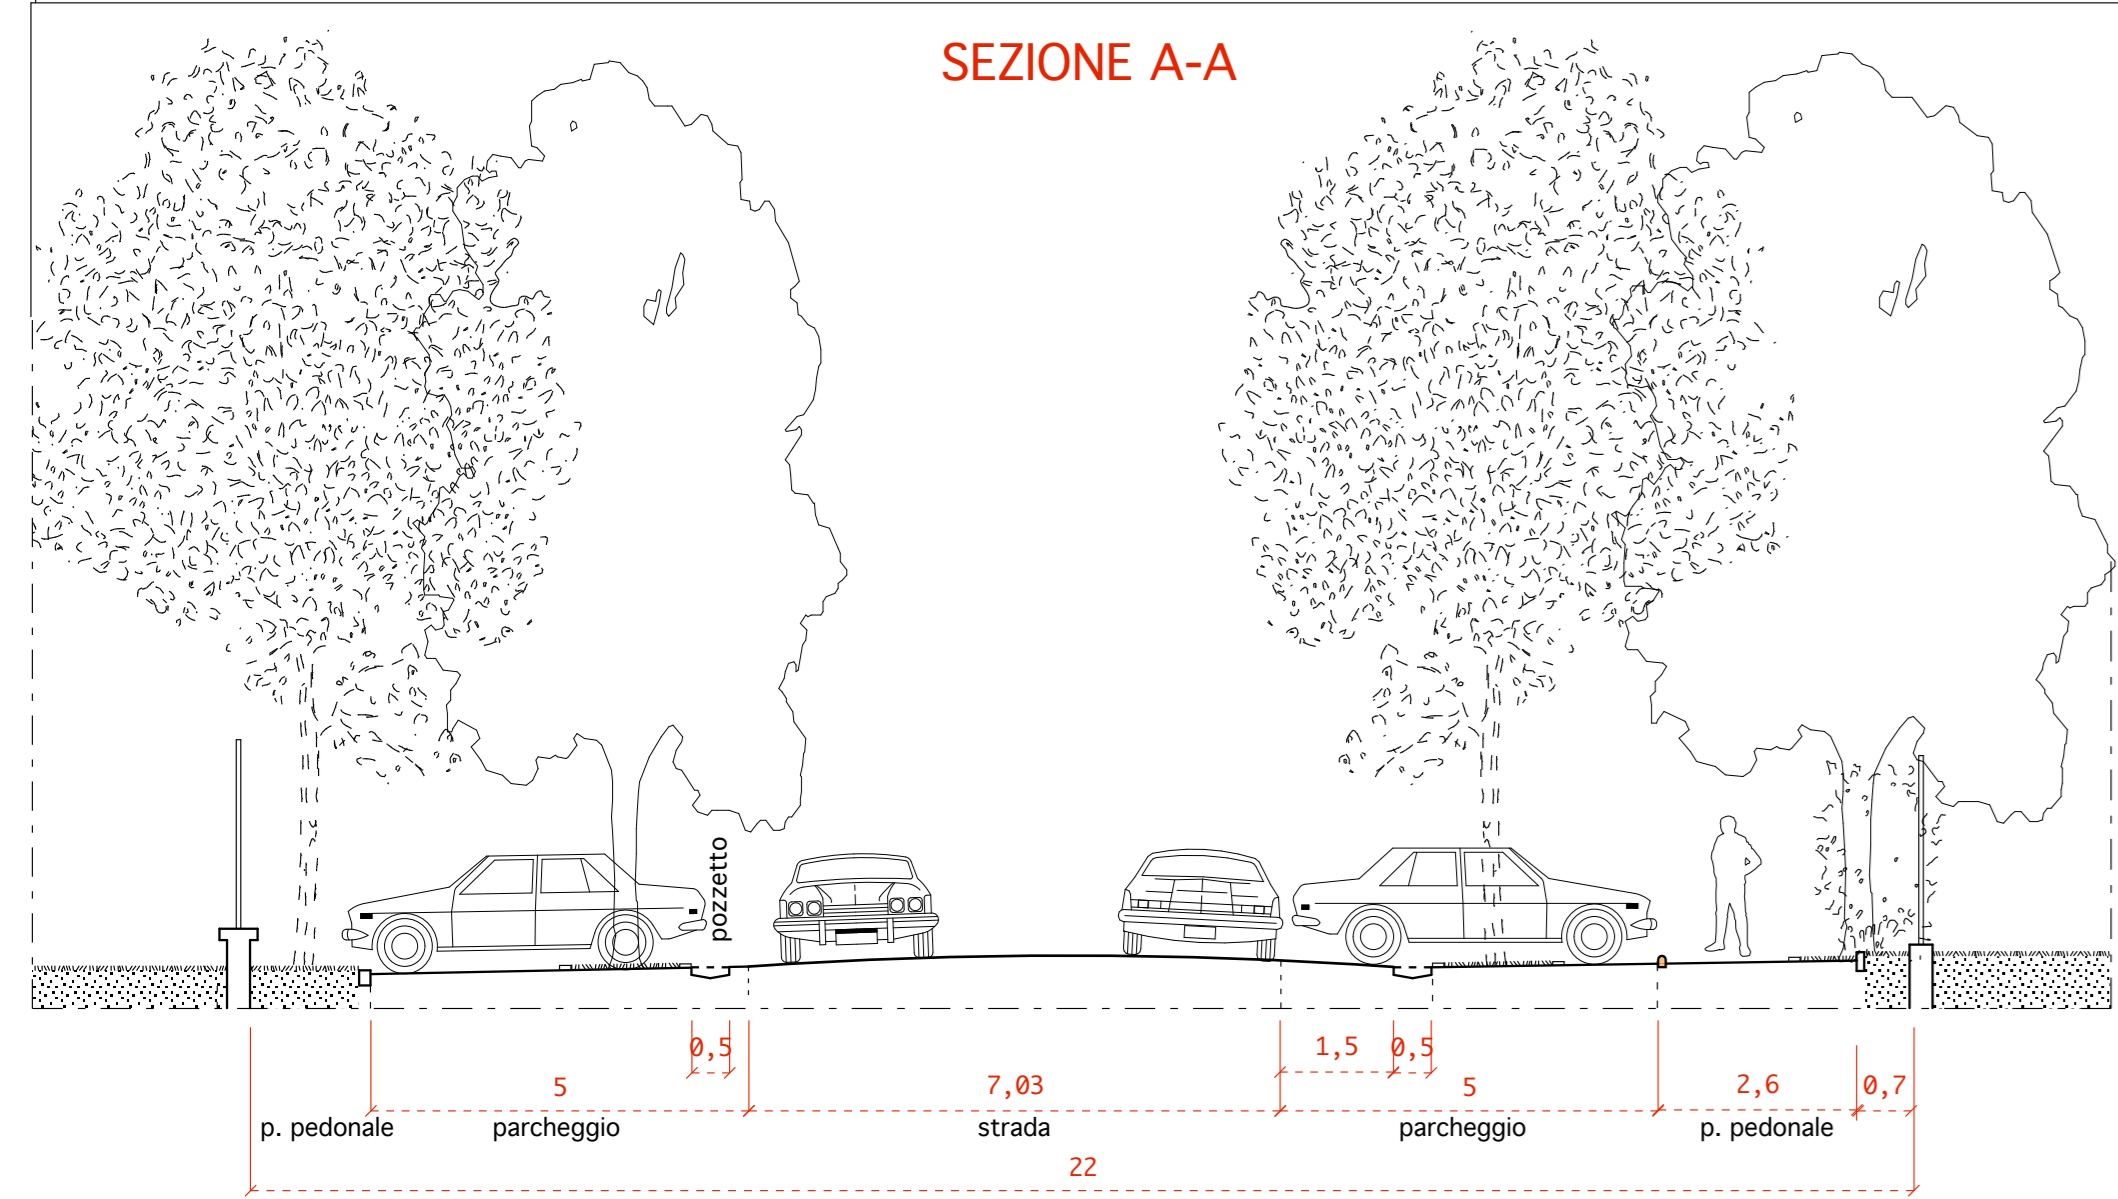 SEZIONE A-A
pozzetto
0,5 1,5 0,5
5 7,03 5 2,6 0,7
p. pedonale parcheggio strada parcheggio p. pedonale
22